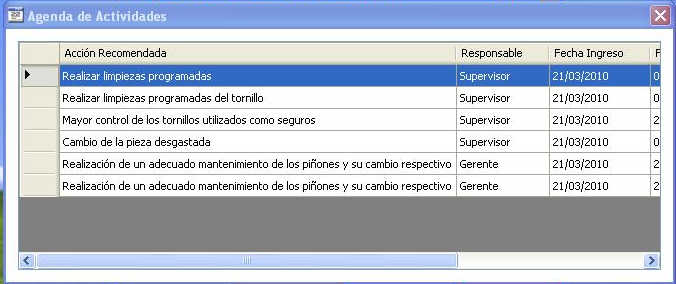 Agenda de Actividades
Acción Recomendada Responsable Fecha Ingreso F
Realizar limpiezas programadas Supervisor 21/03/2010 0
Realizar limpiezas programadas del tornillo Supervisor 21/03/2010 0
Mayor control de los tornillos utilizados como seguros Supervisor 21/03/2010 2
Cambio de la pieza desgastada Supervisor 21/03/2010 0
Realización de un adecuado mantenimiento de los piñones y su cambio respectivo Gerente 21/03/2010 2
Realización de un adecuado mantenimiento de los piñones y su cambio respectivo Gerente 21/03/2010 2